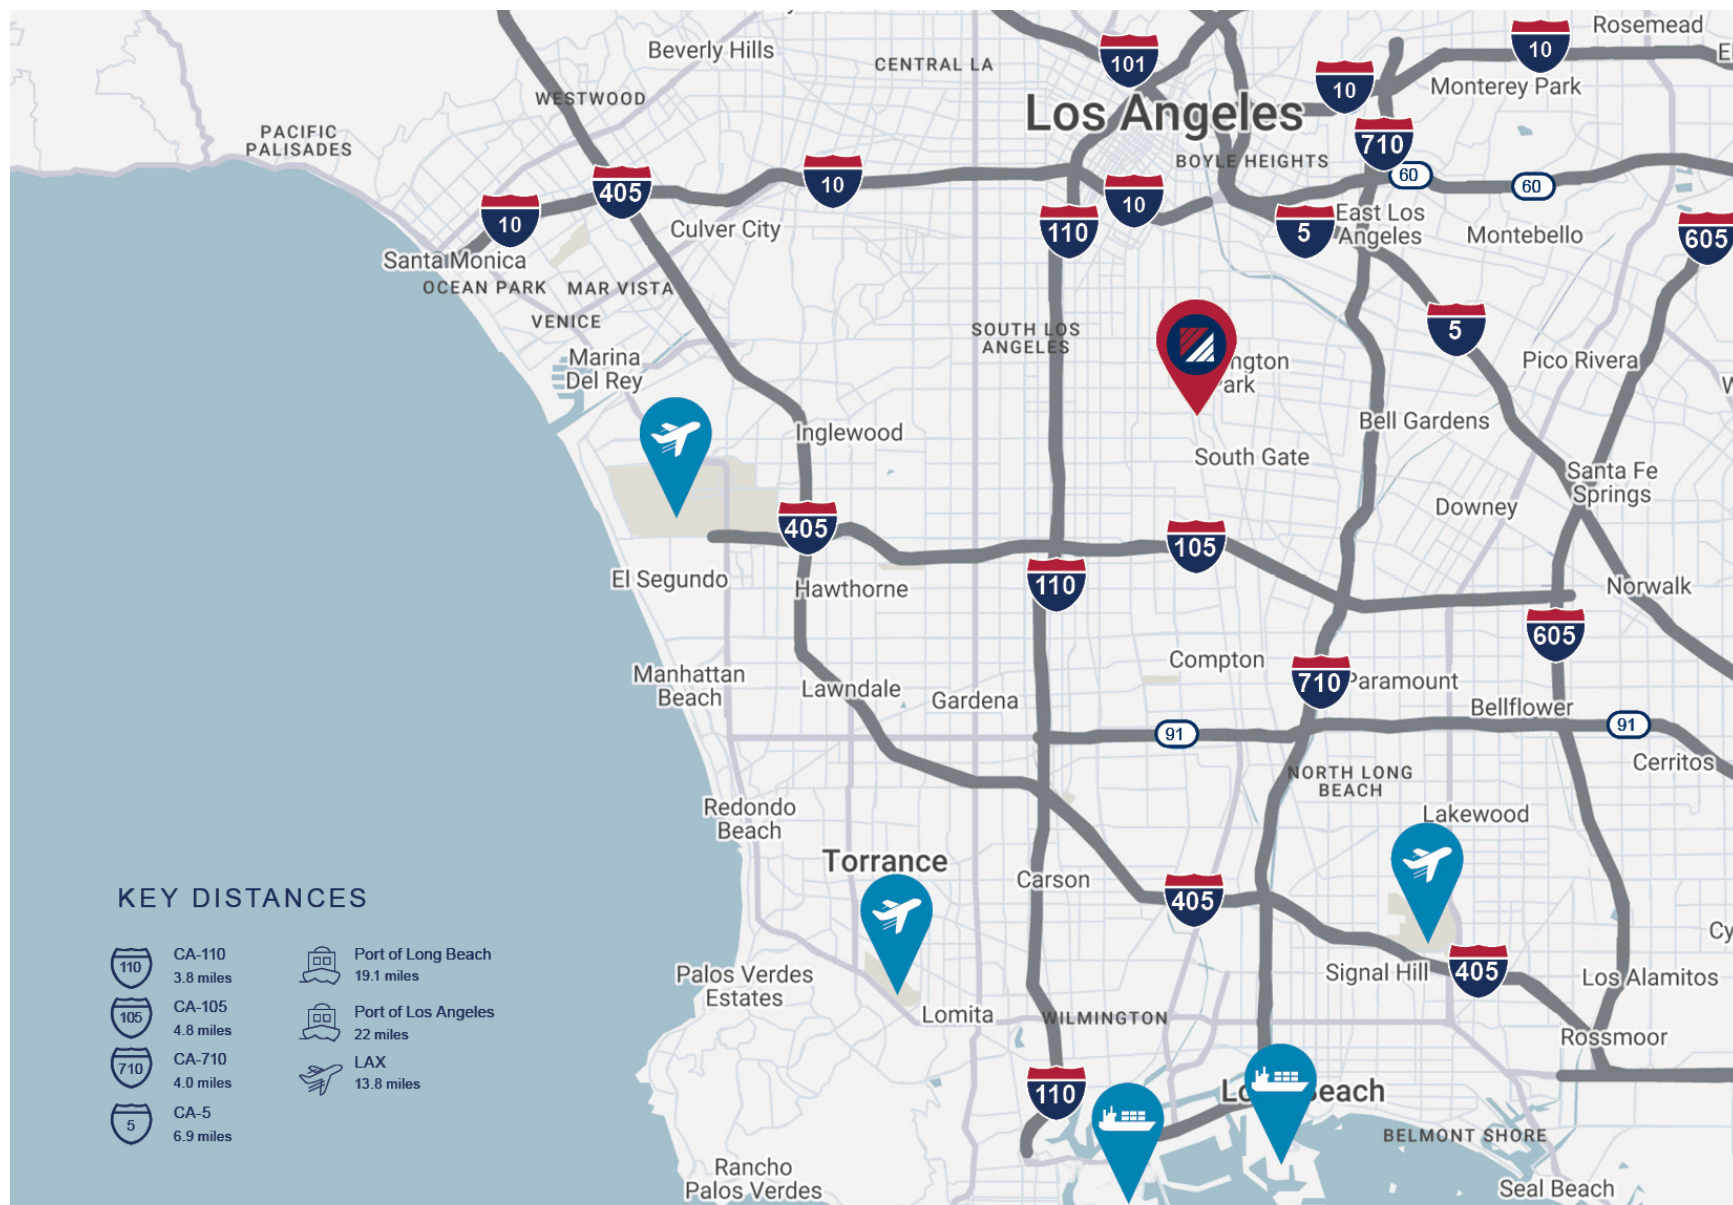 Rosemead
Beverly Hills
CENTRAL LA
101
10
10
Monterey Park
WESTWOOD
Los Angeles
PACIFIC
PALISADES
710
BOYLE HEIGHTS
60
60
405
10
10
10
110
5
East Los
Angeles
Montebello
605
Culver City
Santa Monica
OCEAN PARK
MAR VISTA
VENICE
SOUTH LOS
ANGELES
5
Marina
Del Rey
ngton
ark
Pico Rivera
Inglewood
Bell Gardens
South Gate
Santa Fe
Springs
Downey
405
105
El Segundo
Hawthorne
110
Norwalk
605
Compton
Manhattan
Beach
Lawndale
Gardena
710
Paramount
Bellflower
91
91
Cerritos
NORTH LONG
BEACH
Redondo
Beach
Lakewood
Torrance
Carson
405
Palos Verdes
Estates
Signal Hill
405
Los Alamitos
Lomita
WILMINGTON
Rossmoor
110
Lo Beach
BELMONT SHORE
Rancho
Palos Verdes
Seal Beach
KEY DISTANCES
110
CA-110
3.8 miles
105
CA-105
4.8 miles
710
CA-710
4.0 miles
5
CA-5
6.9 miles
Port of Long Beach
19.1 miles
Port of Los Angeles
22 miles
LAX
13.8 miles